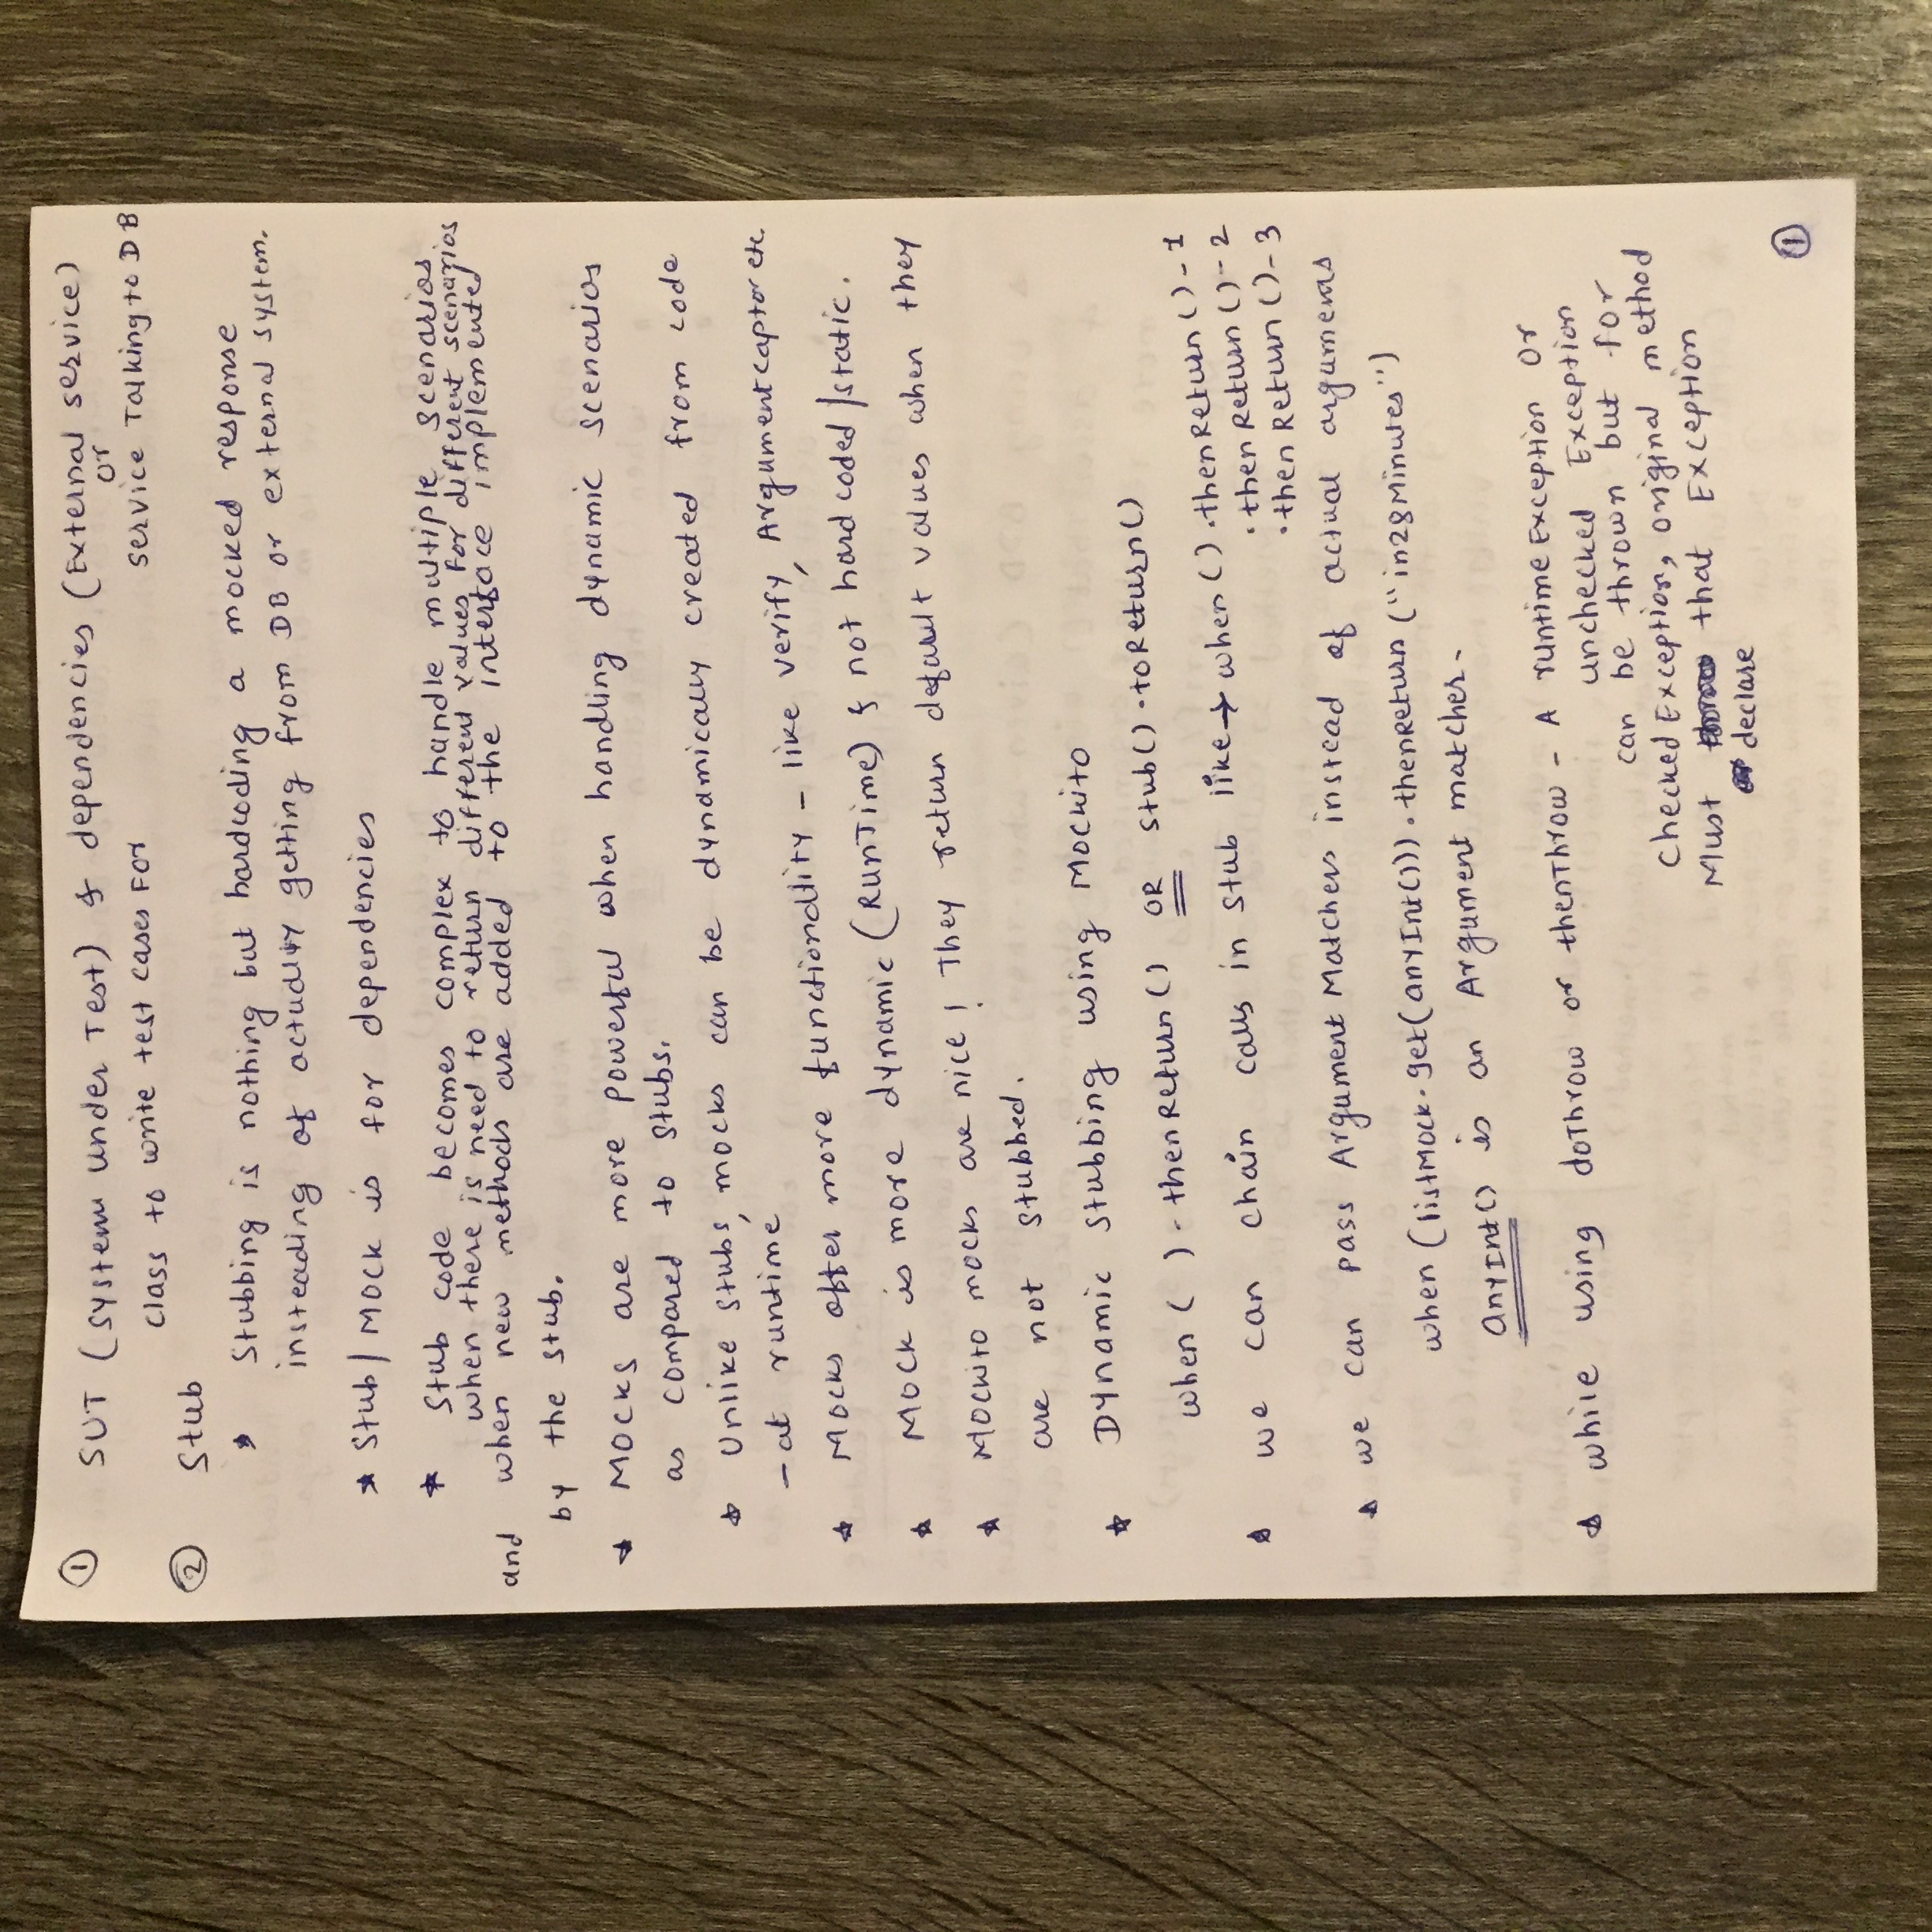 ① SUT (System Under Test) & dependencies (External service)
or
class to write test cases For service Talking to DB
② Stub
* Stubbing is nothing but hardcoding a mocked response
insteading of actually getting from DB or external system.
* Stub/Mock is for dependencies
* Stub code becomes complex to handle multiple scenarios
when there is need to return different values for different scenarios
and when new methods are added to the interface implemented
by the stub.
* Mocks are more powerful when handling dynamic scenarios
as compared to stubs.
* Unlike stubs, mocks can be dynamically created from code
- at runtime
* Mocks offer more functionality - like verify, Argumentcaptor etc.
* Mock is more dynamic (RunTime) & not hard coded/static.
* Mockito mocks are nice! They return default values when they
are not stubbed.
* Dynamic stubbing using Mockito
when ( ).thenReturn() OR stub().toReturn()
* we can chain calls in stub like → when().thenReturn()-1
.thenReturn()-2
.thenReturn()-3
* we can pass Argument Matchers instead of actual arguments
when (listMock.get(anyInt())).thenReturn ("in28Minutes")
anyInt() is an Argument matcher.
* while using doThrow or thenThrow - A runtime Exception or
unchecked Exception
can be thrown but for
Checked Exception, original method
Must that Exception
declare
①